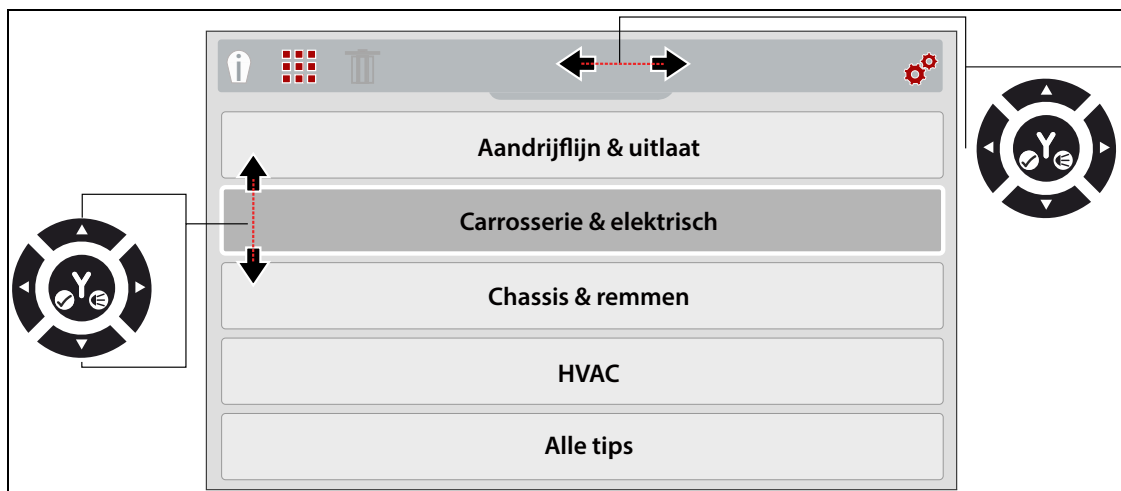 Aandrijflijn & uitlaat
Carrosserie & elektrisch
Chassis & remmen
HVAC
Alle tips